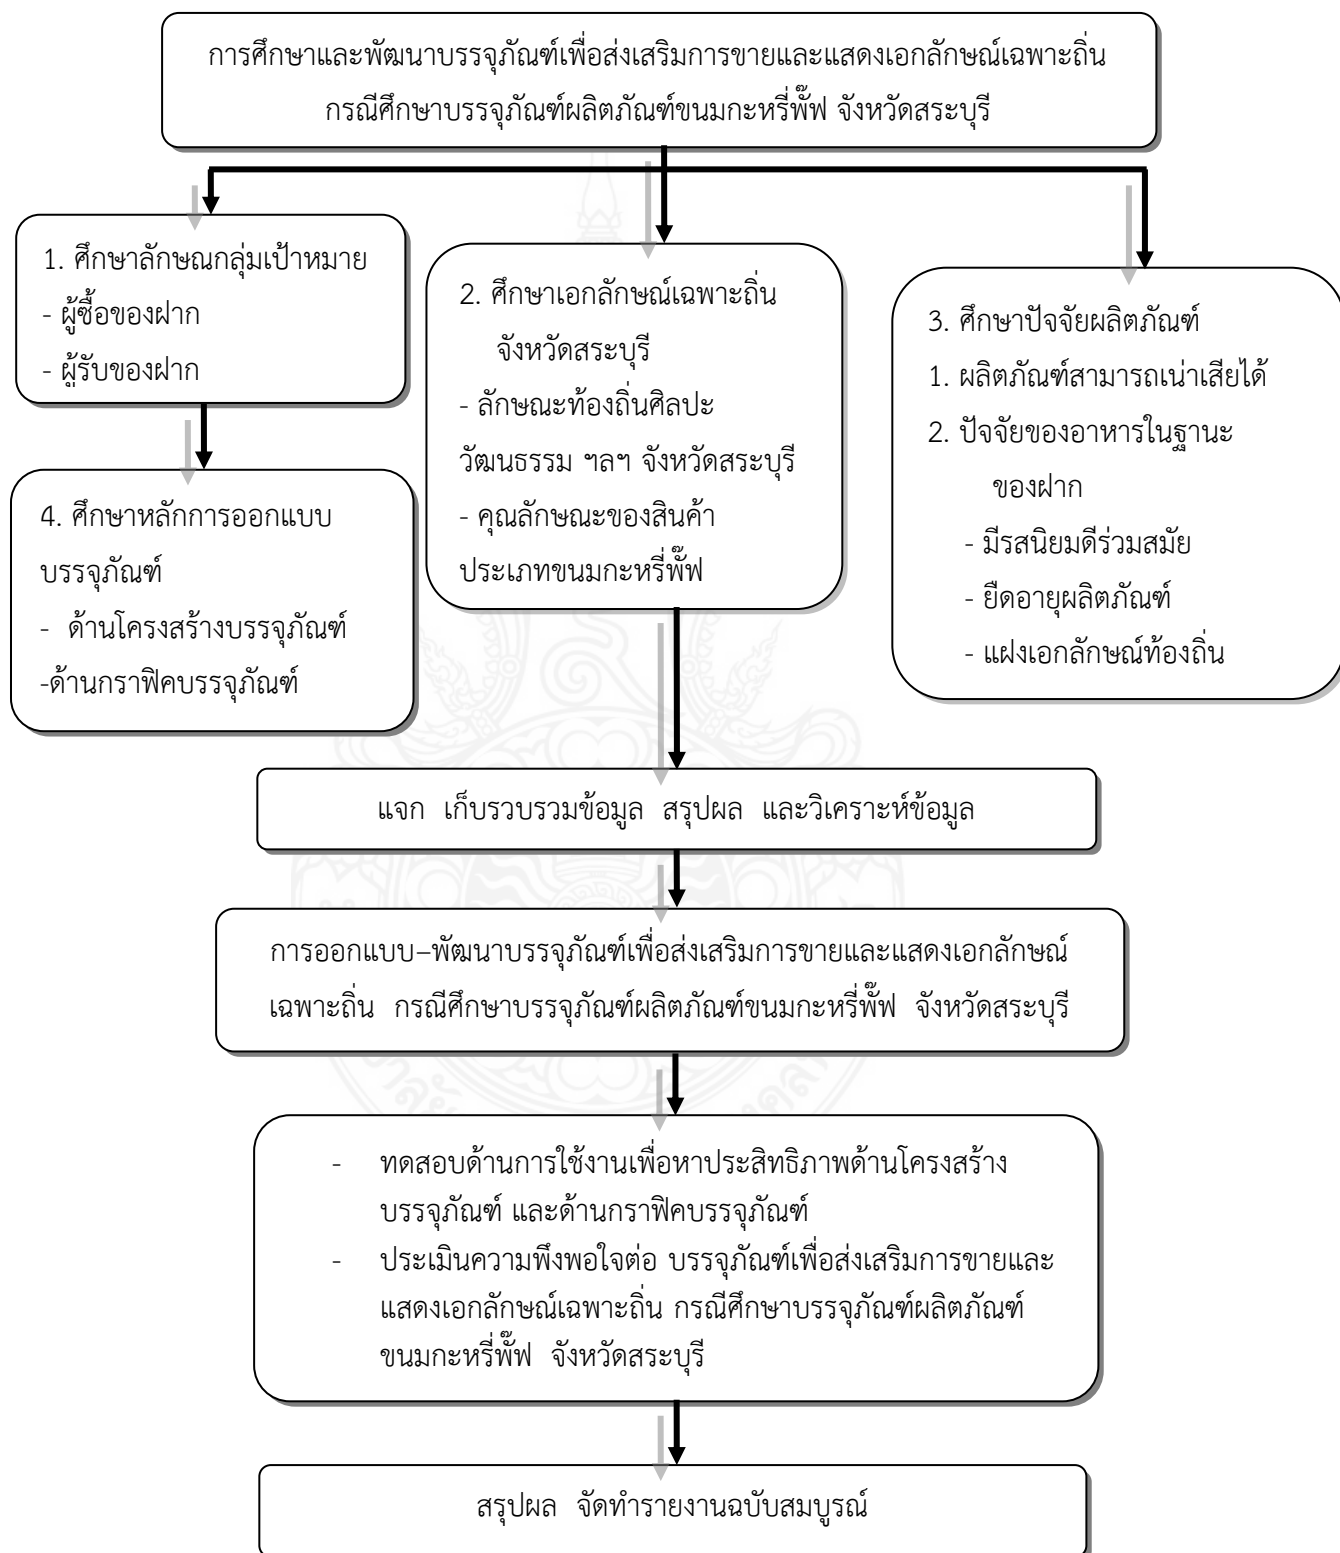 การศึกษาและพัฒนาบรรจุภัณฑ์เพื่อส่งเสริมการขายและแสดงเอกลักษณ์เฉพาะถิ่น
กรณีศึกษาบรรจุภัณฑ์ผลิตภัณฑ์ขนมกะหรี่พั๊ฟ จังหวัดสระบุรี
1. ศึกษาลักษณกลุ่มเป้าหมาย
- ผู้ซื้อของฝาก
- ผู้รับของฝาก
2. ศึกษาเอกลักษณ์เฉพาะถิ่น
จังหวัดสระบุรี
- ลักษณะท้องถิ่นศิลปะ
วัฒนธรรม ฯลฯ จังหวัดสระบุรี
- คุณลักษณะของสินค้า
ประเภทขนมกะหรี่พั๊ฟ
3. ศึกษาปัจจัยผลิตภัณฑ์
1. ผลิตภัณฑ์สามารถเน่าเสียได้
2. ปัจจัยของอาหารในฐานะ
ของฝาก
- มีรสนิยมดีร่วมสมัย
- ยืดอายุผลิตภัณฑ์
- แฝงเอกลักษณ์ท้องถิ่น
4. ศึกษาหลักการออกแบบ
บรรจุภัณฑ์
- ด้านโครงสร้างบรรจุภัณฑ์
-ด้านกราฟิคบรรจุภัณฑ์
แจก เก็บรวบรวมข้อมูล สรุปผล และวิเคราะห์ข้อมูล
การออกแบบ–พัฒนาบรรจุภัณฑ์เพื่อส่งเสริมการขายและแสดงเอกลักษณ์
เฉพาะถิ่น กรณีศึกษาบรรจุภัณฑ์ผลิตภัณฑ์ขนมกะหรี่พั๊ฟ จังหวัดสระบุรี
- ทดสอบด้านการใช้งานเพื่อหาประสิทธิภาพด้านโครงสร้าง
บรรจุภัณฑ์ และด้านกราฟิคบรรจุภัณฑ์
- ประเมินความพึงพอใจต่อ บรรจุภัณฑ์เพื่อส่งเสริมการขายและ
แสดงเอกลักษณ์เฉพาะถิ่น กรณีศึกษาบรรจุภัณฑ์ผลิตภัณฑ์
ขนมกะหรี่พั๊ฟ จังหวัดสระบุรี
สรุปผล จัดทำรายงานฉบับสมบูรณ์